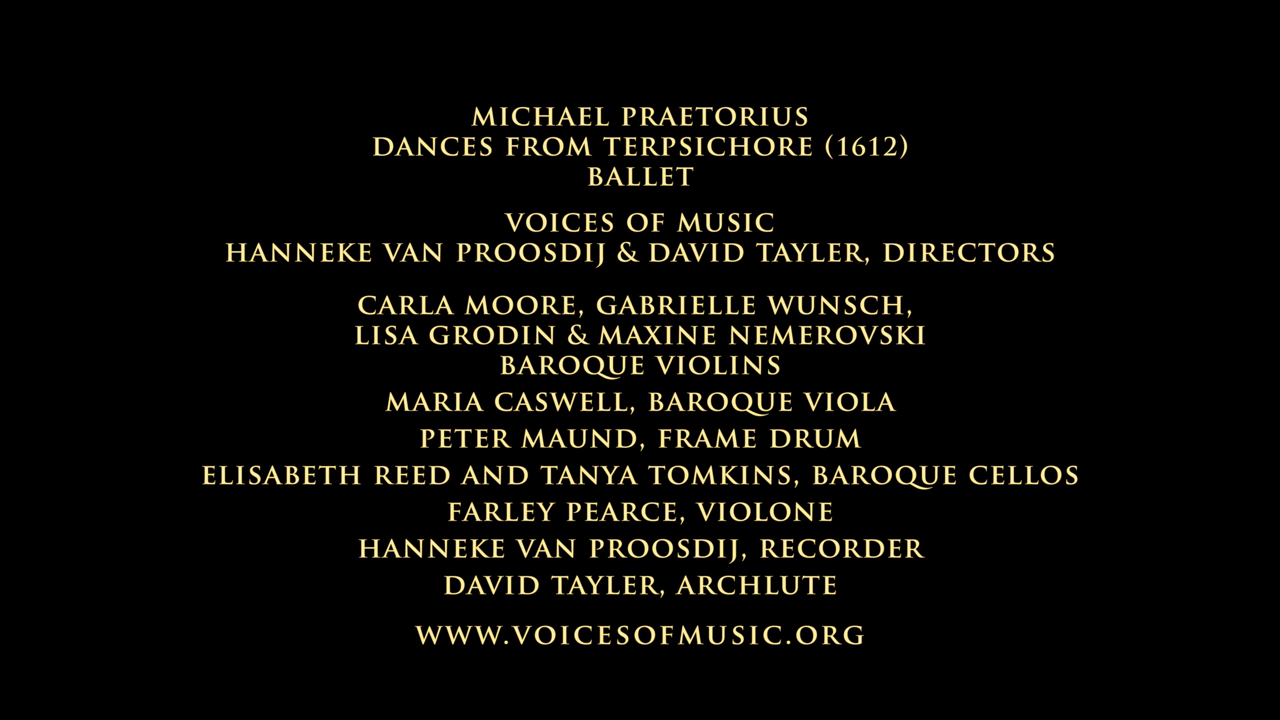 MICHAEL PRAETORIUS
DANCES FROM TERPSICHORE (1612)
BALLET
VOICES OF MUSIC
HANNEKE VAN PROOSDIJ & DAVID TAYLER, DIRECTORS
CARLA MOORE, GABRIELLE WUNSCH,
LISA GRODIN & MAXINE NEMEROVSKI
BAROQUE VIOLINS
MARIA CASWELL, BAROQUE VIOLA
PETER MAUND, FRAME DRUM
ELISABETH REED AND TANYA TOMKINS, BAROQUE CELLOS
FARLEY PEARCE, VIOLONE
HANNEKE VAN PROOSDIJ, RECORDER
DAVID TAYLER, ARCHLUTE
WWW.VOICESOFMUSIC.ORG